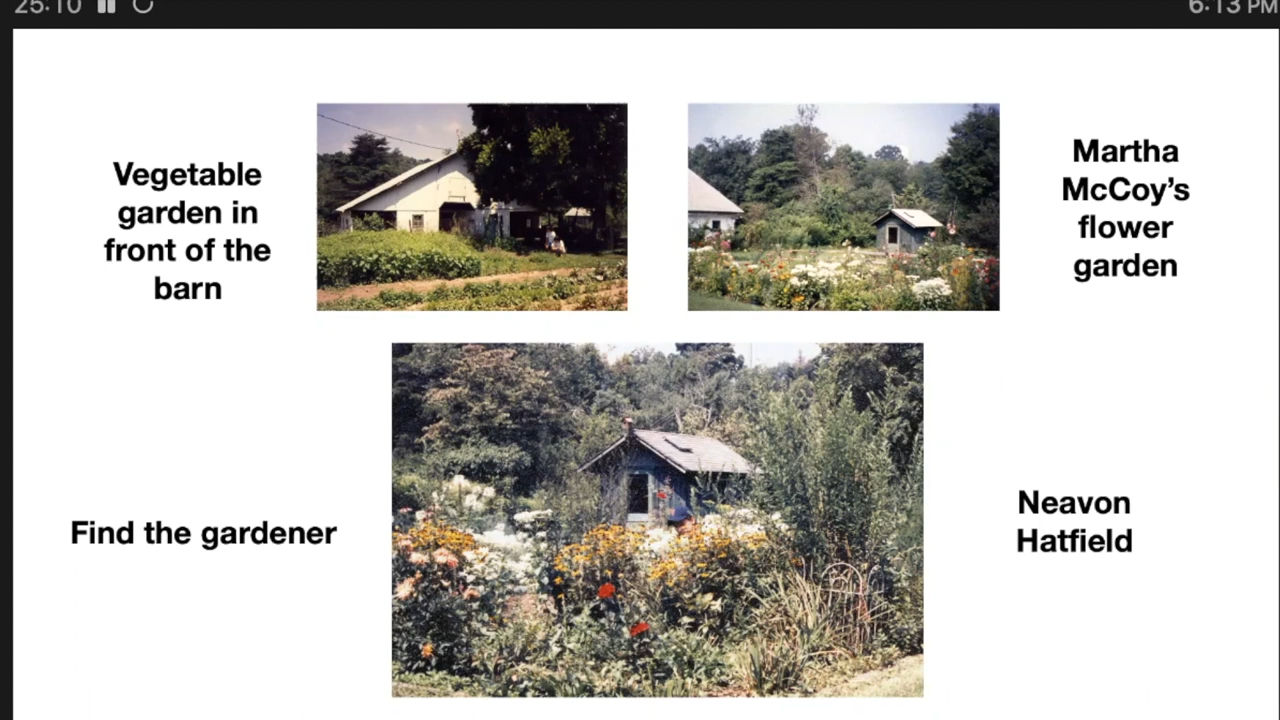 25:10
6:13 PM
Vegetable
garden in
front of the
barn
Martha
McCoy’s
flower
garden
Find the gardener
Neavon
Hatfield